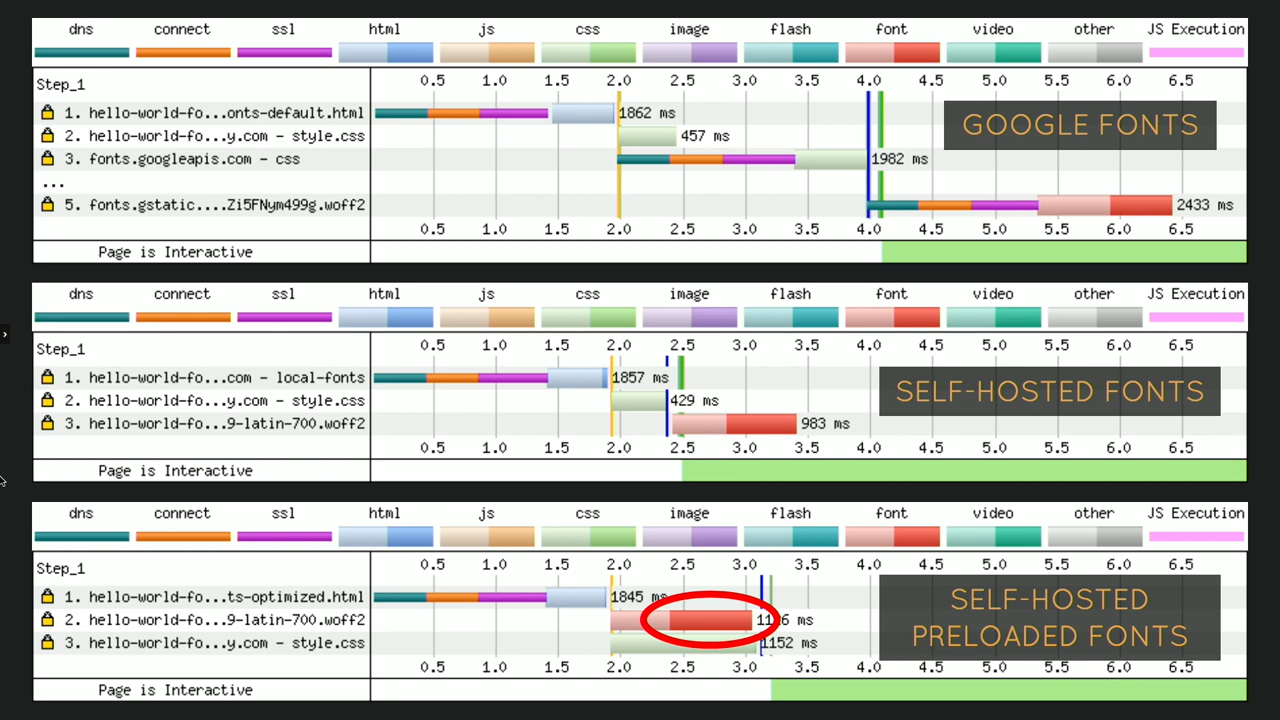 dns connect ssl html js css image flash font video other JS Execution
Step_1 0.5 1.0 1.5 2.0 2.5 3.0 3.5 4.0 4.5 5.0 5.5 6.0 6.5
1. hello-world-fo...onts-default.html 1862 ms
GOOGLE FONTS
2. hello-world-fo...y.com - style.css 457 ms
3. fonts.googleapis.com - css 1982 ms
...
5. fonts.gstatic....Zi5FNym499g.woff2 2433 ms
0.5 1.0 1.5 2.0 2.5 3.0 3.5 4.0 4.5 5.0 5.5 6.0 6.5
Page is Interactive
dns connect ssl html js css image flash font video other JS Execution
Step_1 0.5 1.0 1.5 2.0 2.5 3.0 3.5 4.0 4.5 5.0 5.5 6.0 6.5
1. hello-world-fo...com - local-fonts 1857 ms
SELF-HOSTED FONTS
2. hello-world-fo...y.com - style.css 429 ms
3. hello-world-fo...9-latin-700.woff2 983 ms
0.5 1.0 1.5 2.0 2.5 3.0 3.5 4.0 4.5 5.0 5.5 6.0 6.5
Page is Interactive
dns connect ssl html js css image flash font video other JS Execution
Step_1 0.5 1.0 1.5 2.0 2.5 3.0 3.5 4.0 4.5 5.0 5.5 6.0 6.5
1. hello-world-fo...ts-optimized.html 1845 ms
SELF-HOSTED
PRELOADED FONTS
2. hello-world-fo...9-latin-700.woff2 ms
3. hello-world-fo...y.com - style.css 1152 ms
0.5 1.0 1.5 2.0 2.5 3.0 3.5 4.0 4.5 5.0 5.5 6.0 6.5
Page is Interactive